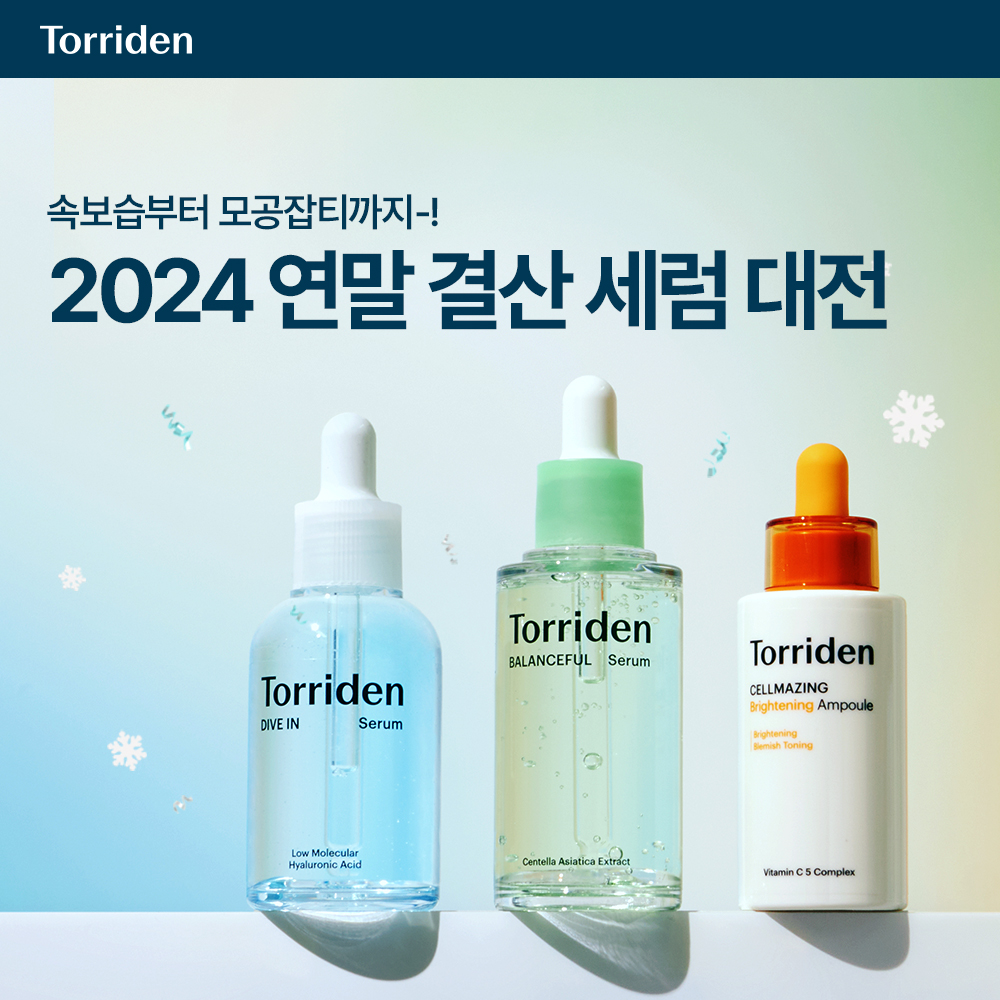 Torriden
속보습부터 모공잡티까지-!
2024 연말 결산 세럼 대전
Torriden
DIVE IN Serum
Low Molecular
Hyaluronic Acid
Torriden
BALANCEFUL Serum
Centella Asiatica Extract
Torriden
CELLMAZING
Brightening Ampoule
Brightening
Blemish Toning
Vitamin C 5 Complex